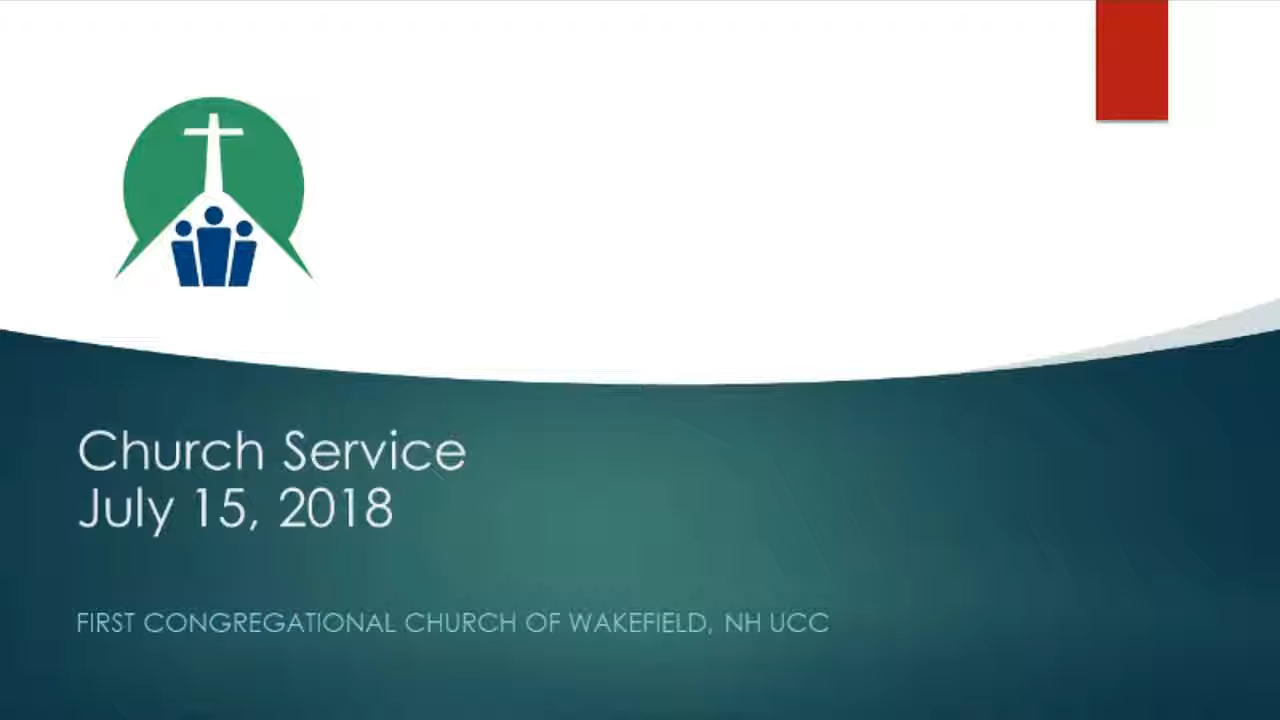 Church Service
July 15, 2018
FIRST CONGREGATIONAL CHURCH OF WAKEFIELD, NH UCC